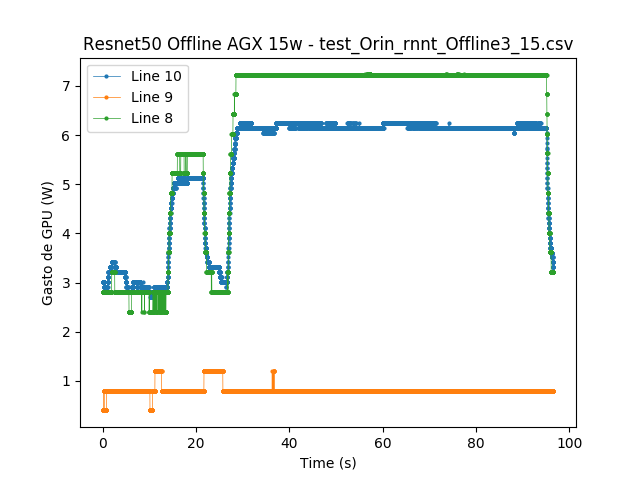 Resnet50 Offline AGX 15w - test_Orin_rnnt_Offline3_15.csv
Line 10
Line 9
Line 8
Gasto de GPU (W)
7
6
5
4
3
2
1
0
20
40
60
80
100
Time (s)